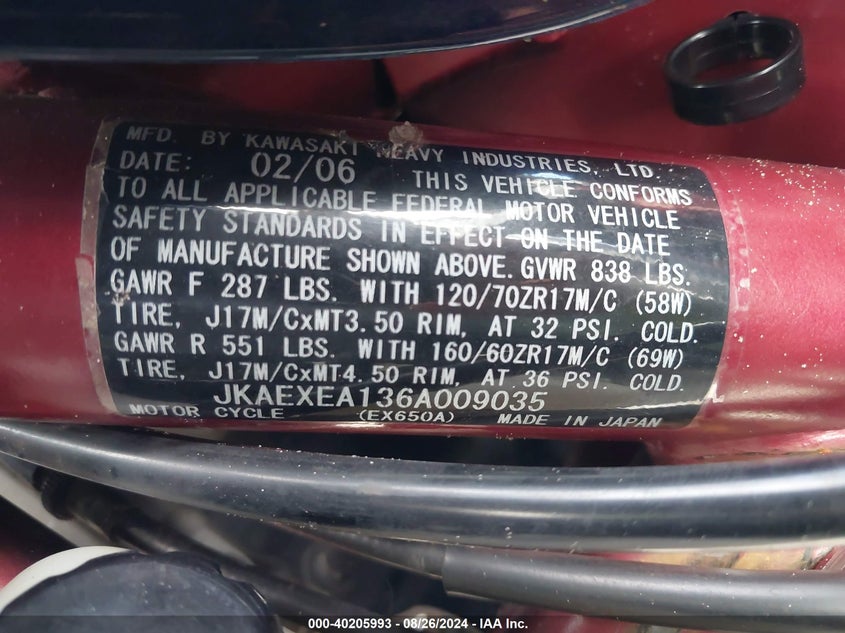 MFD. BY KAWASAKI HEAVY INDUSTRIES, LTD.
DATE: 02/06 THIS VEHICLE CONFORMS
TO ALL APPLICABLE FEDERAL MOTOR VEHICLE
SAFETY STANDARDS IN EFFECT ON THE DATE
OF MANUFACTURE SHOWN ABOVE. GVWR 838 LBS.
GAWR F 287 LBS. WITH 120/70ZR17M/C (58W)
TIRE, J17M/CxMT3.50 RIM, AT 32 PSI. COLD.
GAWR R 551 LBS. WITH 160/60ZR17M/C (69W)
TIRE, J17M/CxMT4.50 RIM, AT 36 PSI. COLD.
JKAEXEA136A009035
MOTOR CYCLE (EX650A) MADE IN JAPAN
000-40205993 - 08/26/2024 - IAA Inc.